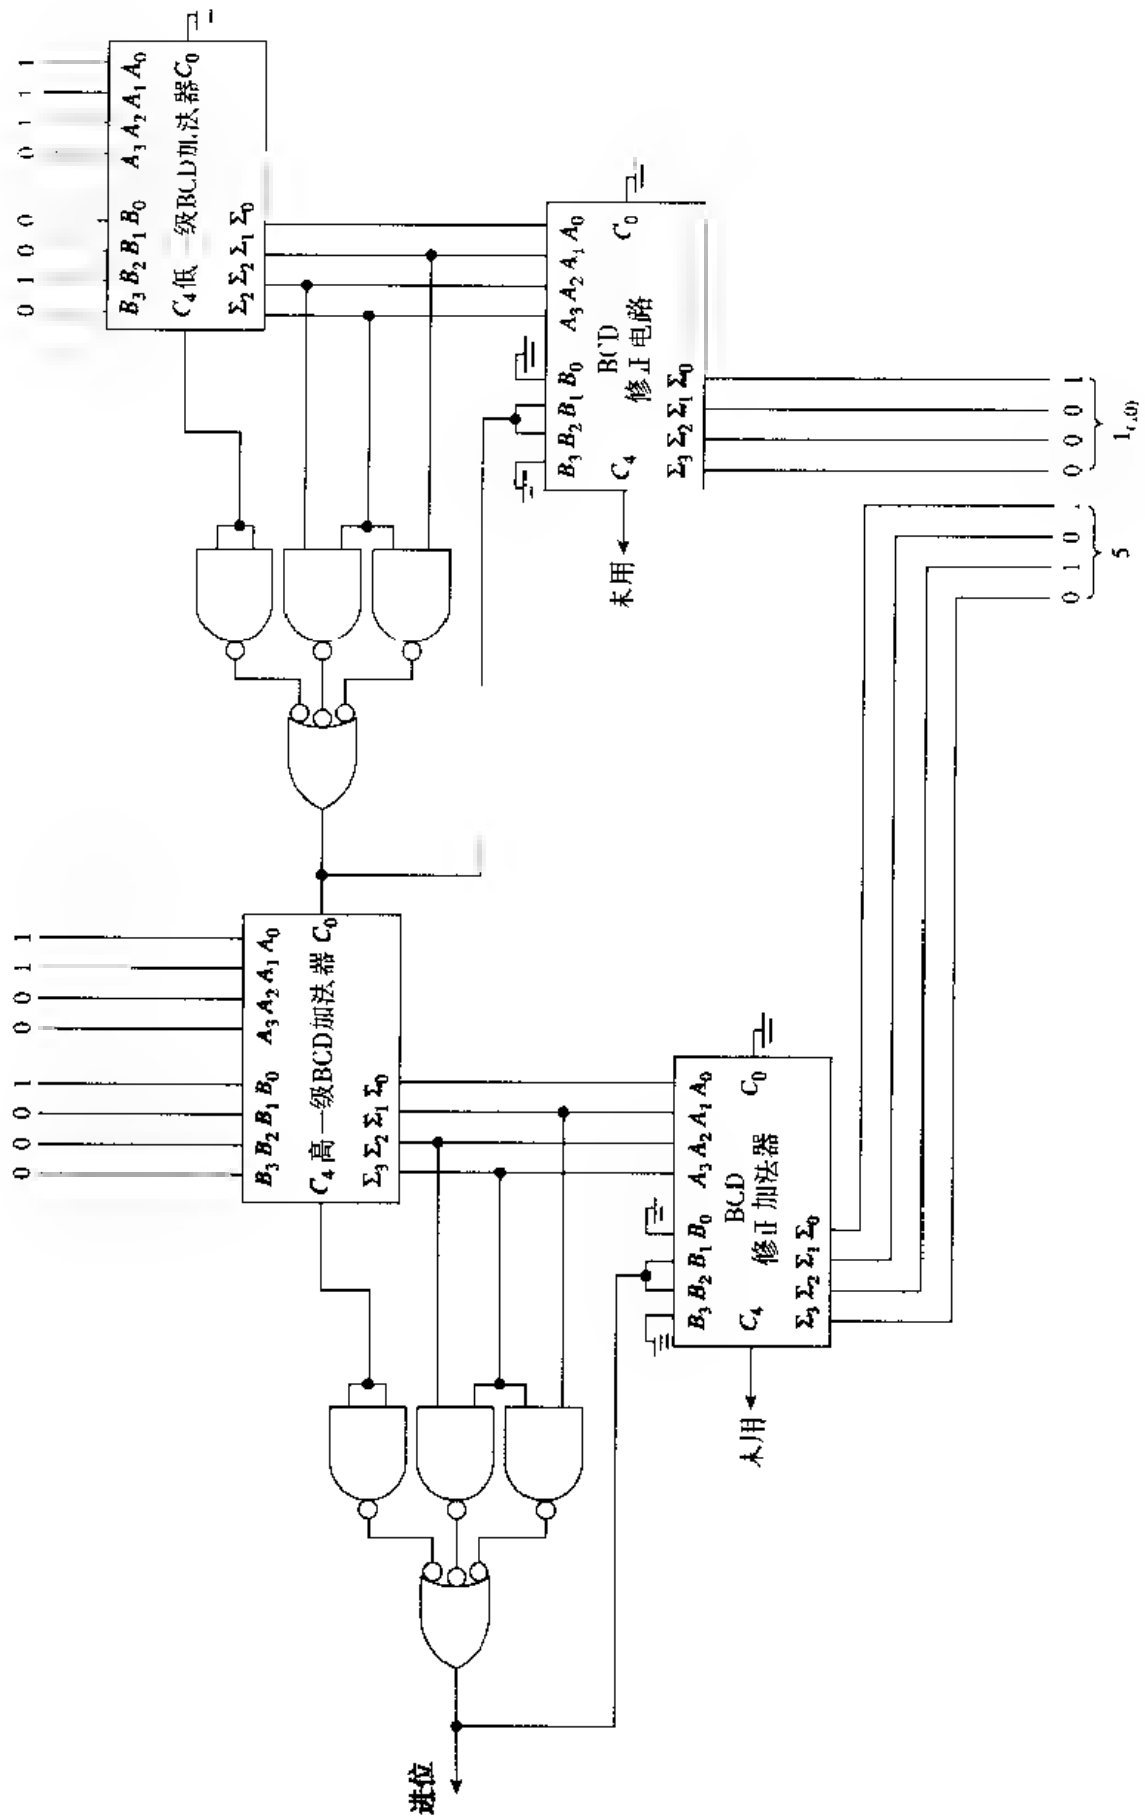 0 1 0 0 0 1 1 1
B₃ B₂ B₁ B₀ A₃ A₂ A₁ A₀
C₄ 低一级BCD加法器C₀
Σ₂ Σ₂ Σ₁ Σ₀
0 0 0 1 0 0 1 1
B₃ B₂ B₁ B₀ A₃ A₂ A₁ A₀
C₄ 高一级BCD加法器 C₀
Σ₃ Σ₂ Σ₁ Σ₀
B₃ B₂ B₁ B₀ A₃ A₂ A₁ A₀
BCD
C₄ 修正电路 C₀
Σ₃ Σ₂ Σ₁ Σ₀
未用
B₃ B₂ B₁ B₀ A₃ A₂ A₁ A₀
BCD
C₄ 修正加法器 C₀
Σ₃ Σ₂ Σ₁ Σ₀
未用
进位
0 1 0 1
5
0 0 0 1
1₍₁₀₎